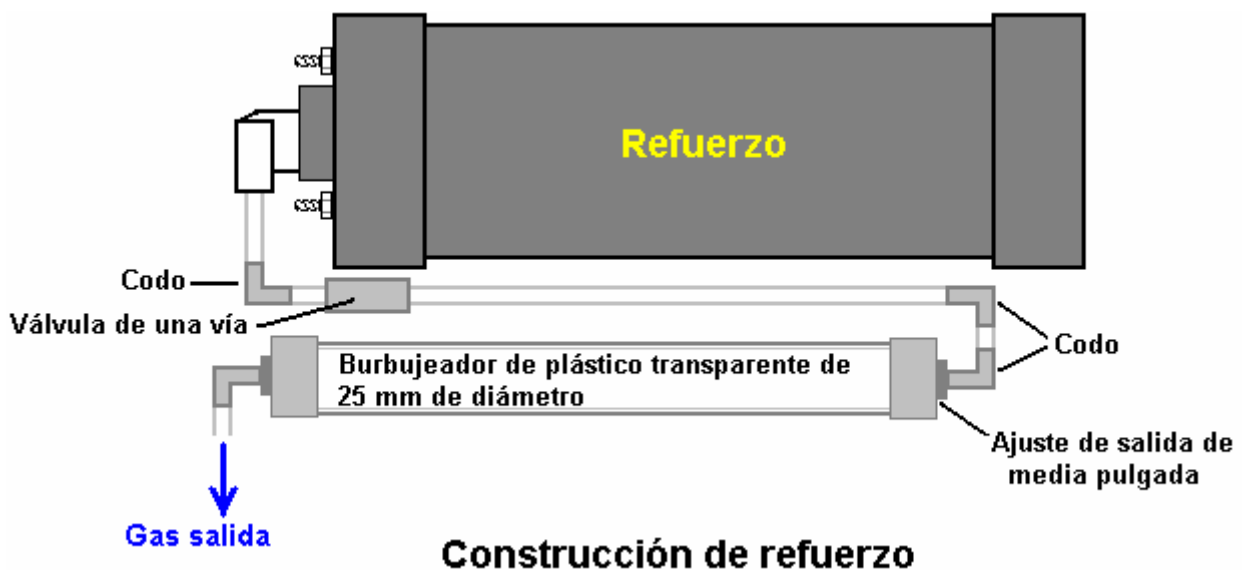 Refuerzo
Codo
Válvula de una vía
Burbujeador de plástico transparente de
25 mm de diámetro
Codo
Ajuste de salida de
media pulgada
Gas salida
Construcción de refuerzo